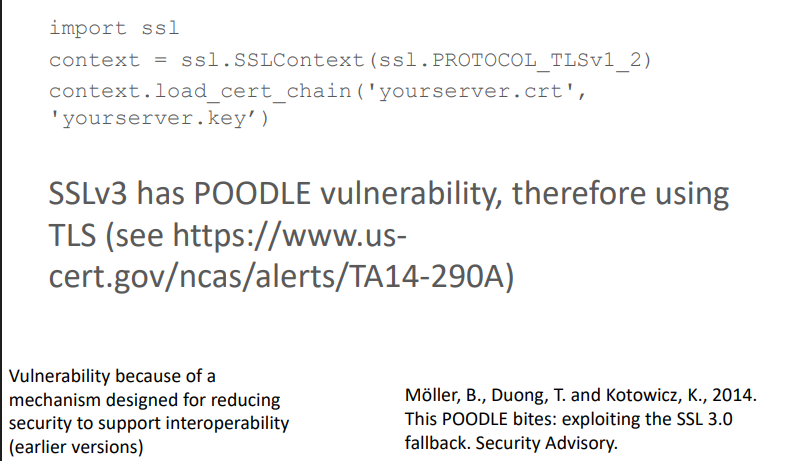 import ssl
context = ssl.SSLContext(ssl.PROTOCOL_TLSv1_2)
context.load_cert_chain('yourserver.crt',
'yourserver.key’)
SSLv3 has POODLE vulnerability, therefore using
TLS (see https://www.us-
cert.gov/ncas/alerts/TA14-290A)
Vulnerability because of a
mechanism designed for reducing
security to support interoperability
(earlier versions)
Möller, B., Duong, T. and Kotowicz, K., 2014.
This POODLE bites: exploiting the SSL 3.0
fallback. Security Advisory.